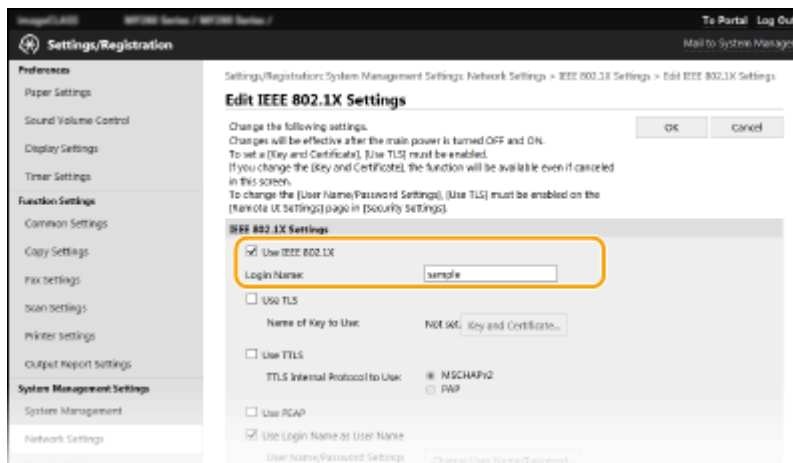 To Portal Log Out
Settings/Registration
Mail to System Manager
Preferences
Paper Settings
Sound Volume Control
Display Settings
Timer Settings
Function Settings
Common Settings
Copy Settings
Fax Settings
Scan Settings
Printer Settings
Output Report Settings
System Management Settings
System Management
Network Settings
Settings/Registration: System Management Settings: Network Settings > IEEE 802.1X Settings > Edit IEEE 802.1X Settings
Edit IEEE 802.1X Settings
OK Cancel
Change the following settings.
Changes will be effective after the main power is turned OFF and ON.
To set a [Key and Certificate], [Use TLS] must be enabled.
If you change the [Key and Certificate], the function will be available even if canceled
in this screen.
To change the [User Name/Password Settings], [Use TLS] must be enabled on the
[Remote UI Settings] page in [Security Settings].
IEEE 802.1X Settings
Use IEEE 802.1X
Login Name: sample
Use TLS
Name of Key to Use: Not set. Key and Certificate...
Use TTLS
TTLS Internal Protocol to Use: MSCHAPv2
PAP
Use PEAP
Use Login Name as User Name
User Name/Password Settings Change User Name/Password...